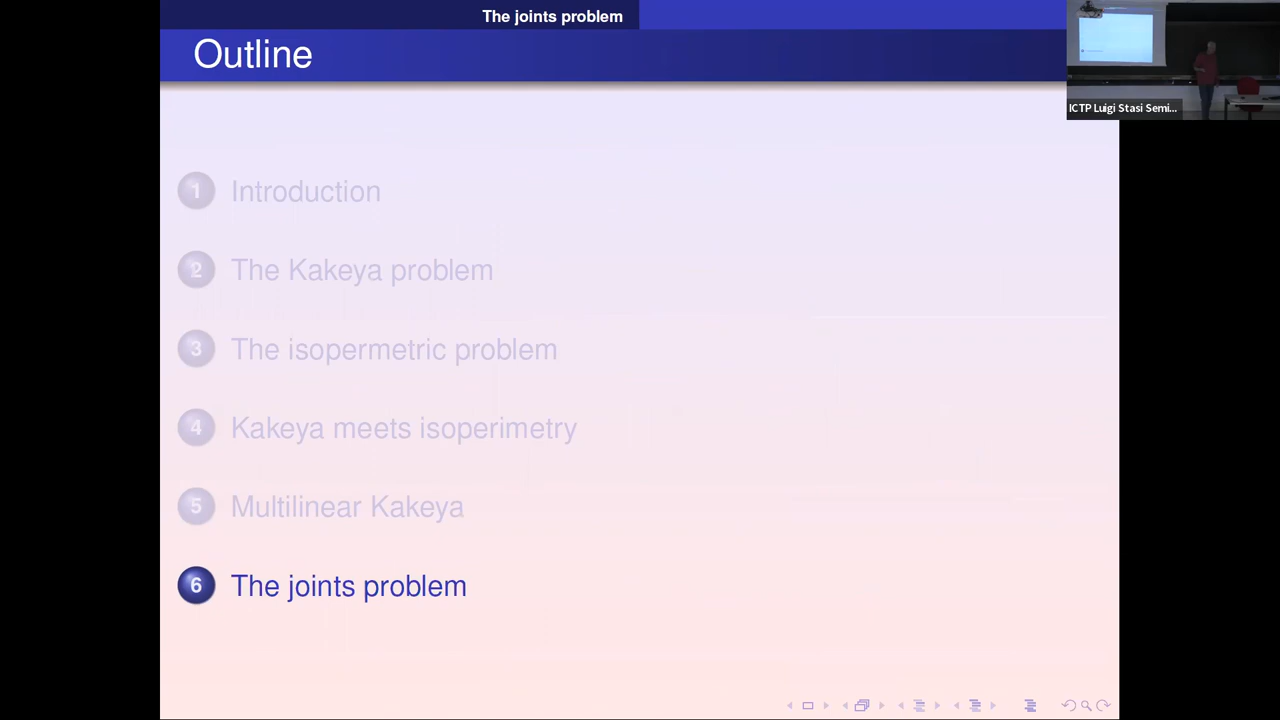 The joints problem
Outline
ICTP Luigi Stasi Semi...
1 Introduction
2 The Kakeya problem
3 The isopermetric problem
4 Kakeya meets isoperimetry
5 Multilinear Kakeya
6 The joints problem